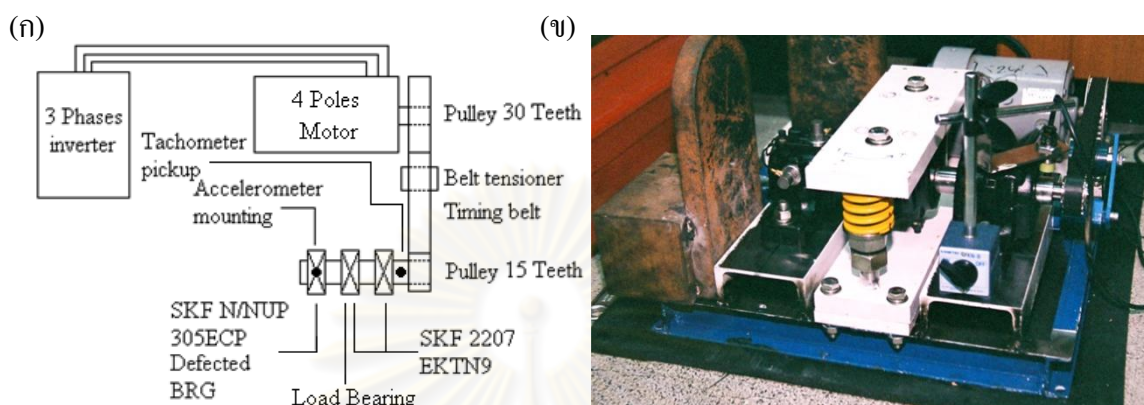 (ก)
(ข)
3 Phases
inverter
4 Poles
Motor
Pulley 30 Teeth
Tachometer
pickup
Accelerometer
mounting
Belt tensioner
Timing belt
Pulley 15 Teeth
SKF N/NUP
305ECP
Defected
BRG
SKF 2207
EKTN9
Load Bearing